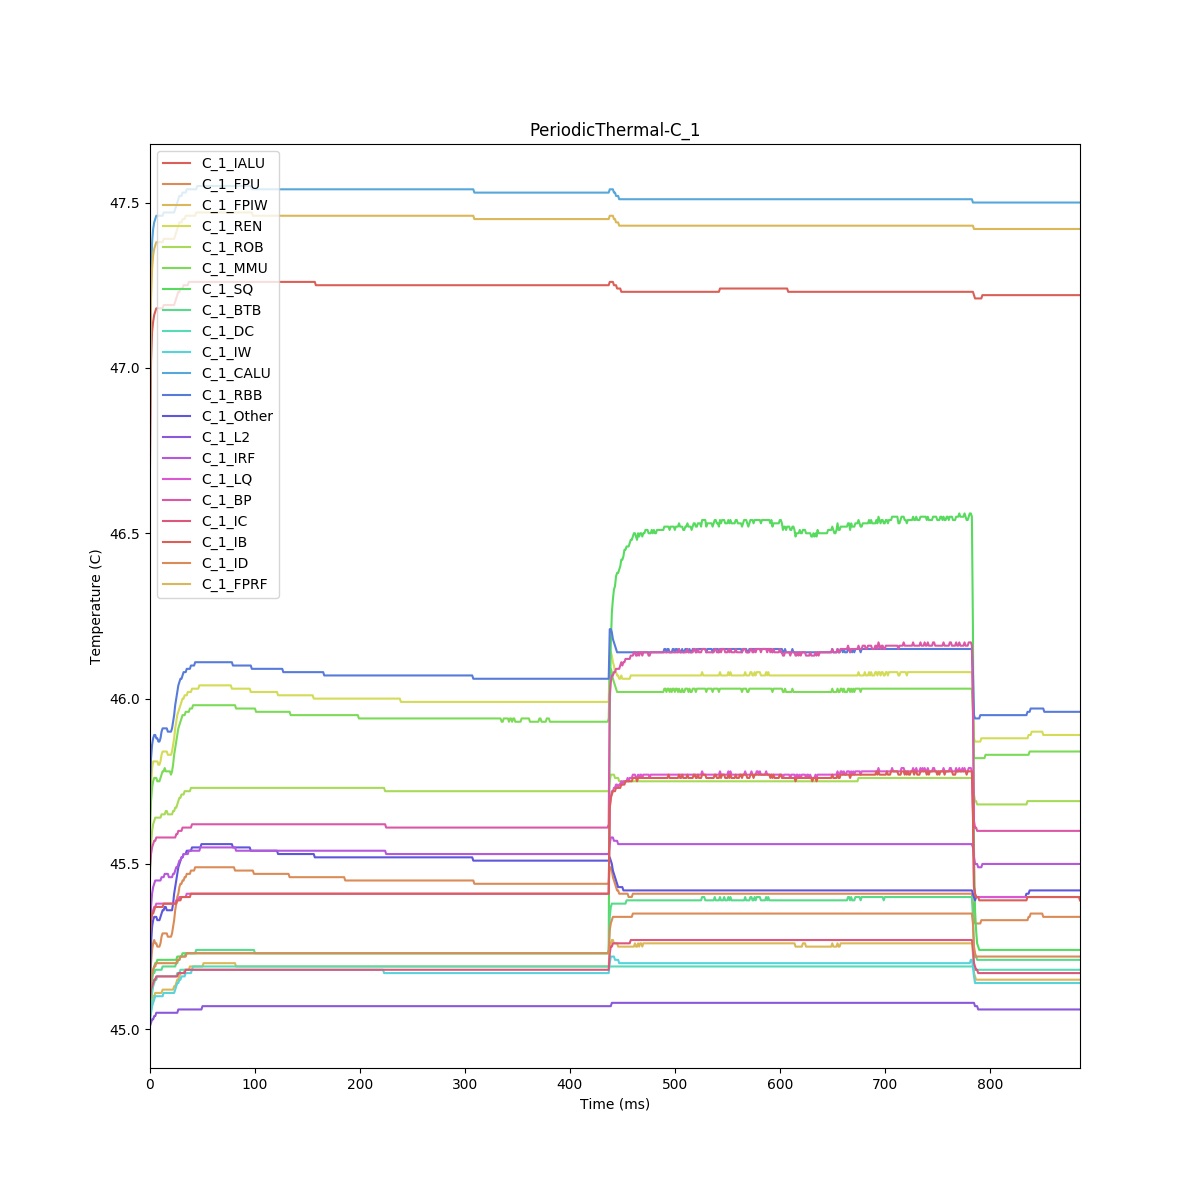 PeriodicThermal-C_1
C_1_IALU
C_1_FPU
C_1_FPIW
C_1_REN
C_1_ROB
C_1_MMU
C_1_SQ
C_1_BTB
C_1_DC
C_1_IW
C_1_CALU
C_1_RBB
C_1_Other
C_1_L2
C_1_IRF
C_1_LQ
C_1_BP
C_1_IC
C_1_IB
C_1_ID
C_1_FPRF
47.5
47.0
46.5
46.0
45.5
45.0
Temperature (C)
0 100 200 300 400 500 600 700 800
Time (ms)